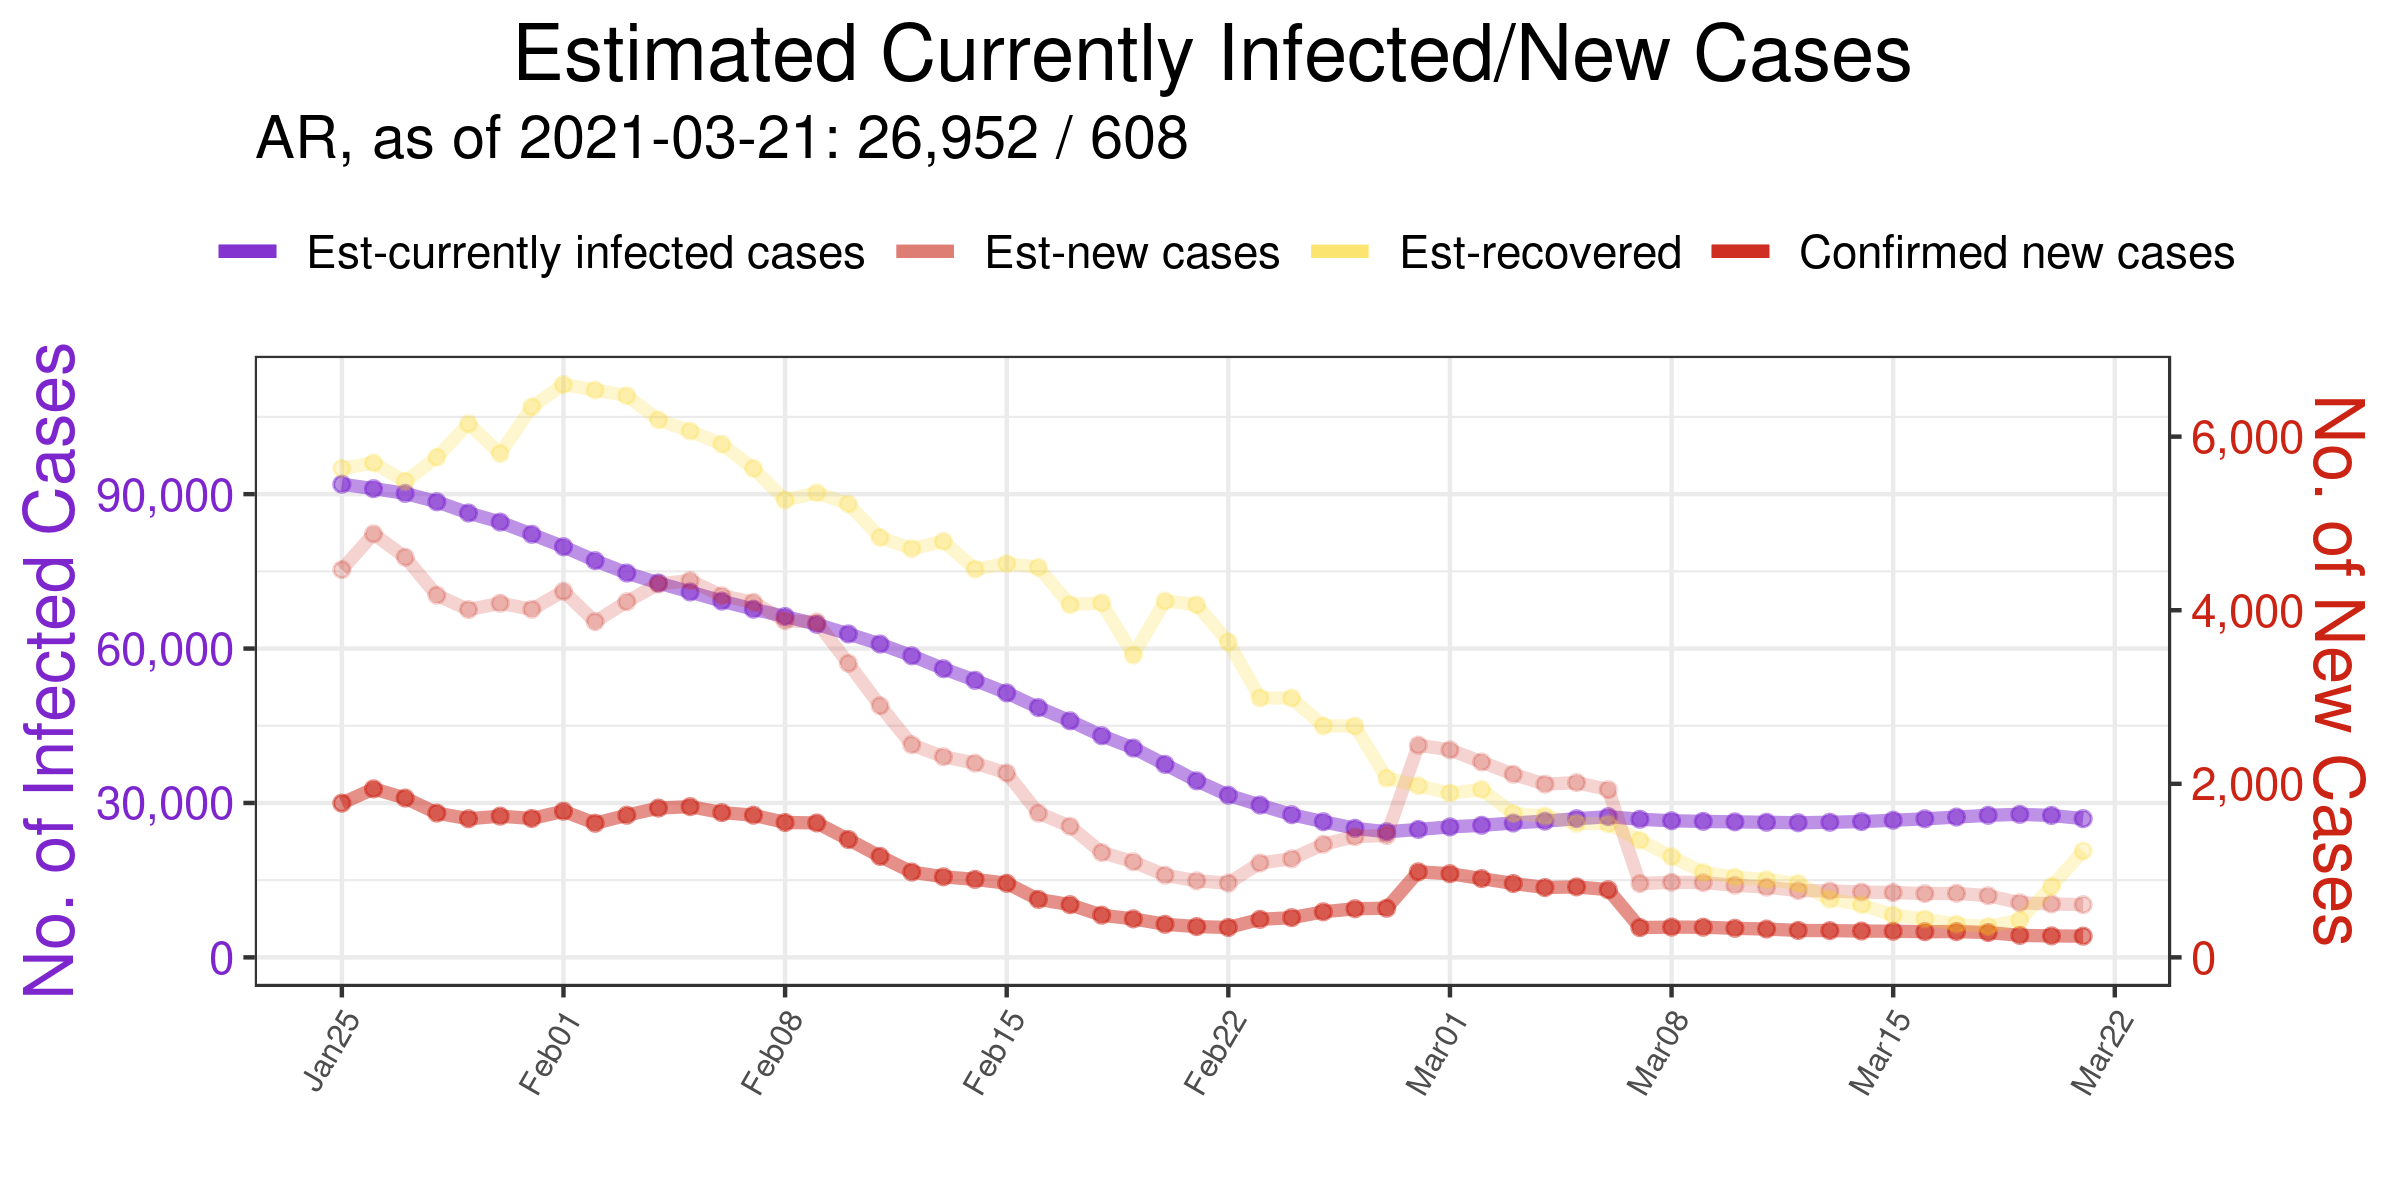 Estimated Currently Infected/New Cases
AR, as of 2021-03-21: 26,952 / 608
Est-currently infected cases Est-new cases Est-recovered Confirmed new cases
No. of Infected Cases
90,000
60,000
30,000
0
6,000
4,000
2,000
0
No. of New Cases
Jan25 Feb01 Feb08 Feb15 Feb22 Mar01 Mar08 Mar15 Mar22